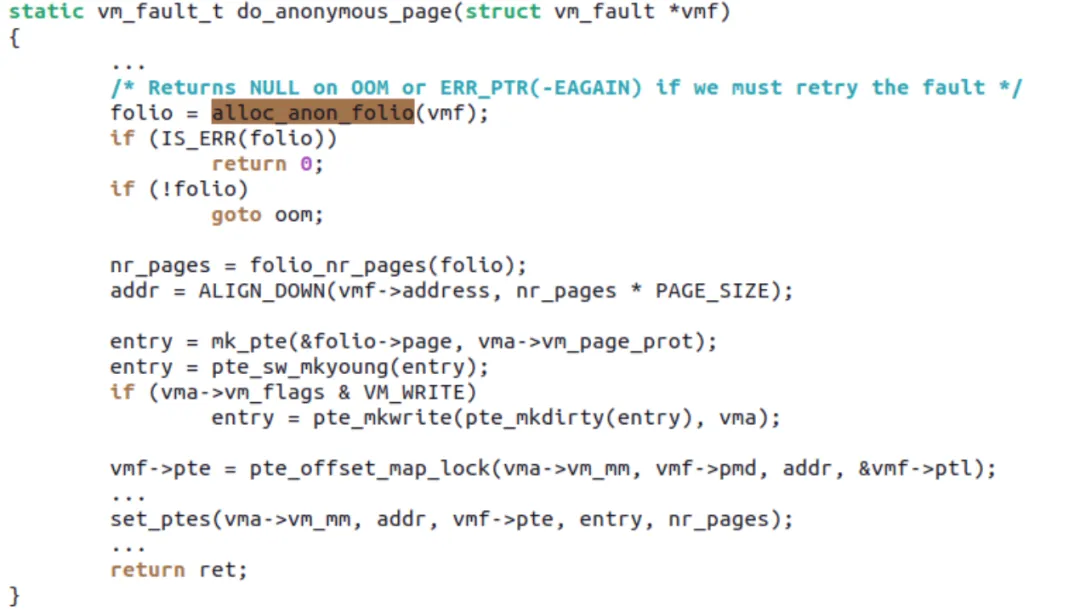 static vm_fault_t do_anonymous_page(struct vm_fault *vmf)
{
        ...
        /* Returns NULL on OOM or ERR_PTR(-EAGAIN) if we must retry the fault */
        folio = alloc_anon_folio(vmf);
        if (IS_ERR(folio))
                return 0;
        if (!folio)
                goto oom;

        nr_pages = folio_nr_pages(folio);
        addr = ALIGN_DOWN(vmf->address, nr_pages * PAGE_SIZE);

        entry = mk_pte(&folio->page, vma->vm_page_prot);
        entry = pte_sw_mkyoung(entry);
        if (vma->vm_flags & VM_WRITE)
                entry = pte_mkwrite(pte_mkdirty(entry), vma);

        vmf->pte = pte_offset_map_lock(vma->vm_mm, vmf->pmd, addr, &vmf->ptl);
        ...
        set_ptes(vma->vm_mm, addr, vmf->pte, entry, nr_pages);
        ...
        return ret;
}